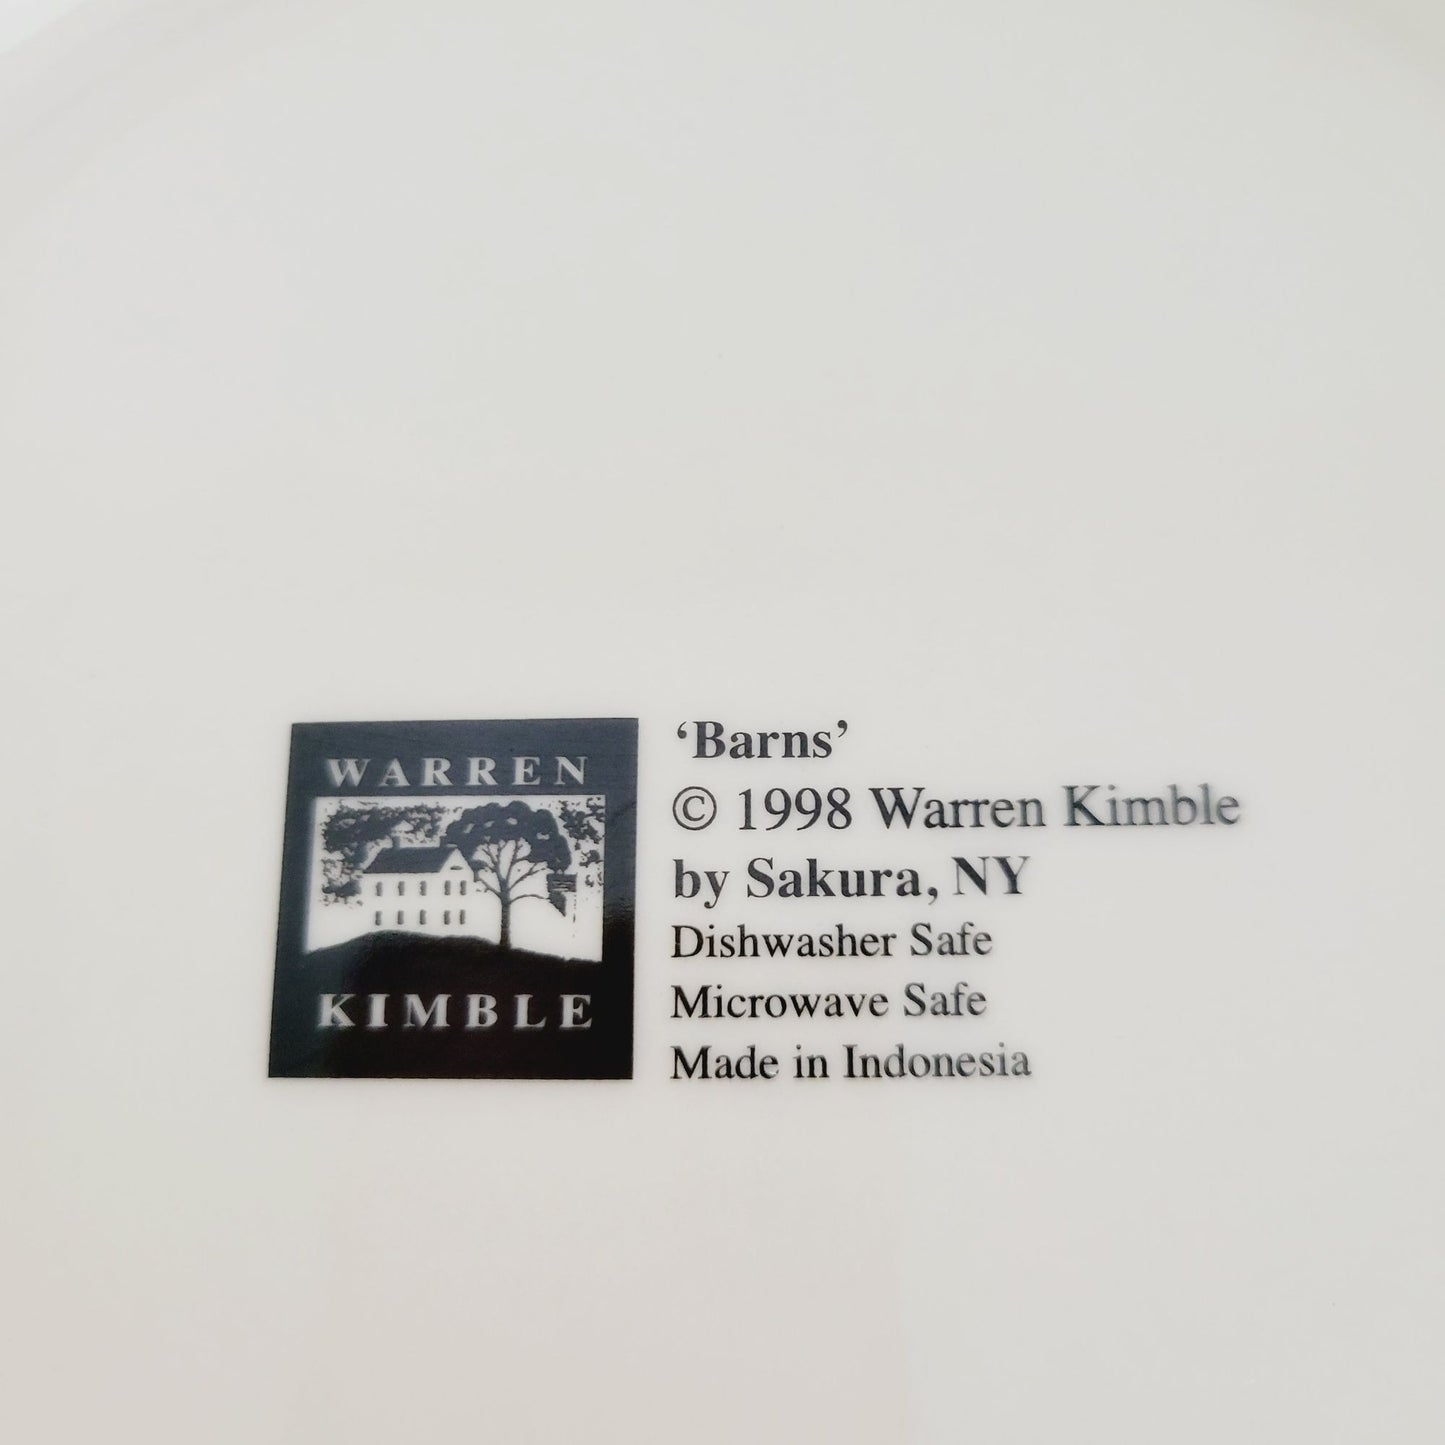 WARREN
KIMBLE
‘Barns’
© 1998 Warren Kimble
by Sakura, NY
Dishwasher Safe
Microwave Safe
Made in Indonesia